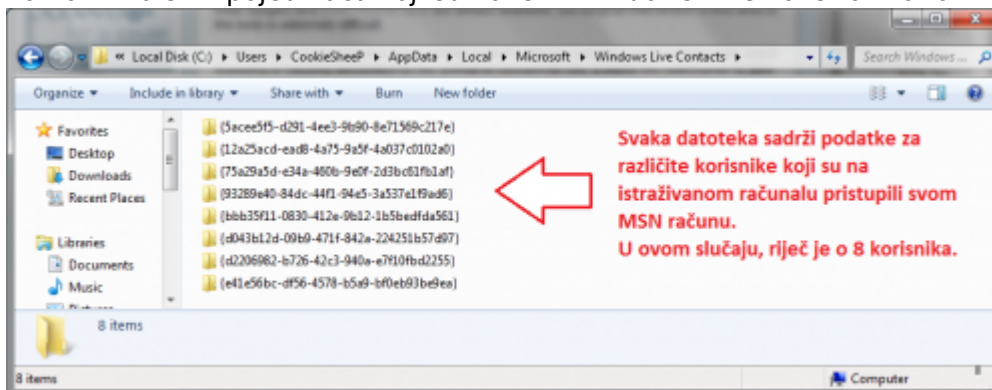 « Local Disk (C:) ▸ Users ▸ CookieSheeP ▸ AppData ▸ Local ▸ Microsoft ▸ Windows Live Contacts ▸
Search Windows ...
Organize Include in library Share with Burn New folder
Favorites
Desktop
Downloads
Recent Places
Libraries
Documents
Music
{5acee5f5-d291-4ee3-9b90-8e71569c217e}
{12a25acd-ead8-4a75-9a5f-4a037c0102a0}
{75a29a5d-e34a-460b-9e0f-2d3bc61fb1af}
{93289e40-84dc-44f1-94e5-3a537e1f9ad6}
{bbb35f11-0830-412e-9b12-1b5bedfda561}
{d043b12d-09b9-471f-842a-224251b57d97}
{d2206982-b726-42c3-940a-e7f10fbd2255}
{e41e56bc-df56-4578-b5a9-bf0eb93be9ea}
Svaka datoteka sadrži podatke za
različite korisnike koji su na
istraživanom računalu pristupili svom
MSN računu.
U ovom slučaju, riječ je o 8 korisnika.
8 items
8 items
Computer